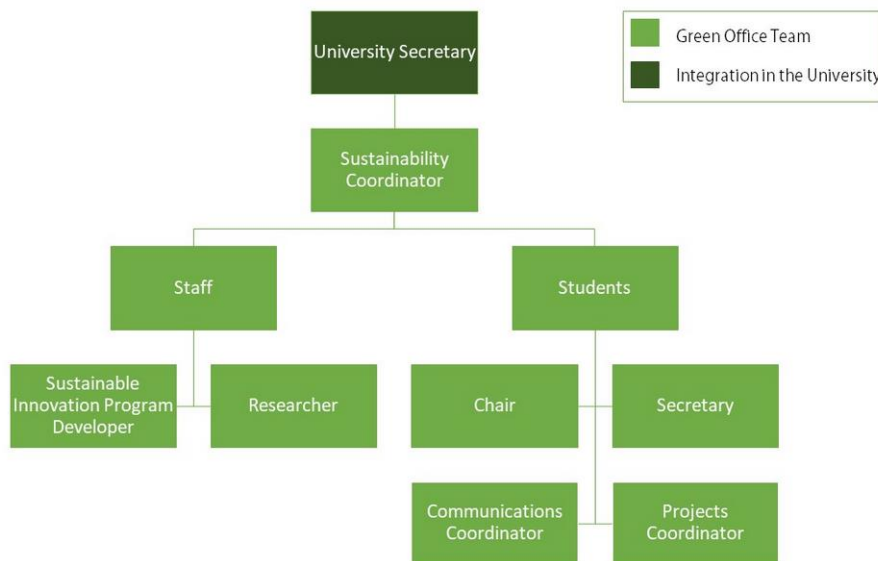 University Secretary
Green Office Team
Integration in the University
Sustainability
Coordinator
Staff
Students
Sustainable
Innovation Program
Developer
Researcher
Chair
Secretary
Communications
Coordinator
Projects
Coordinator